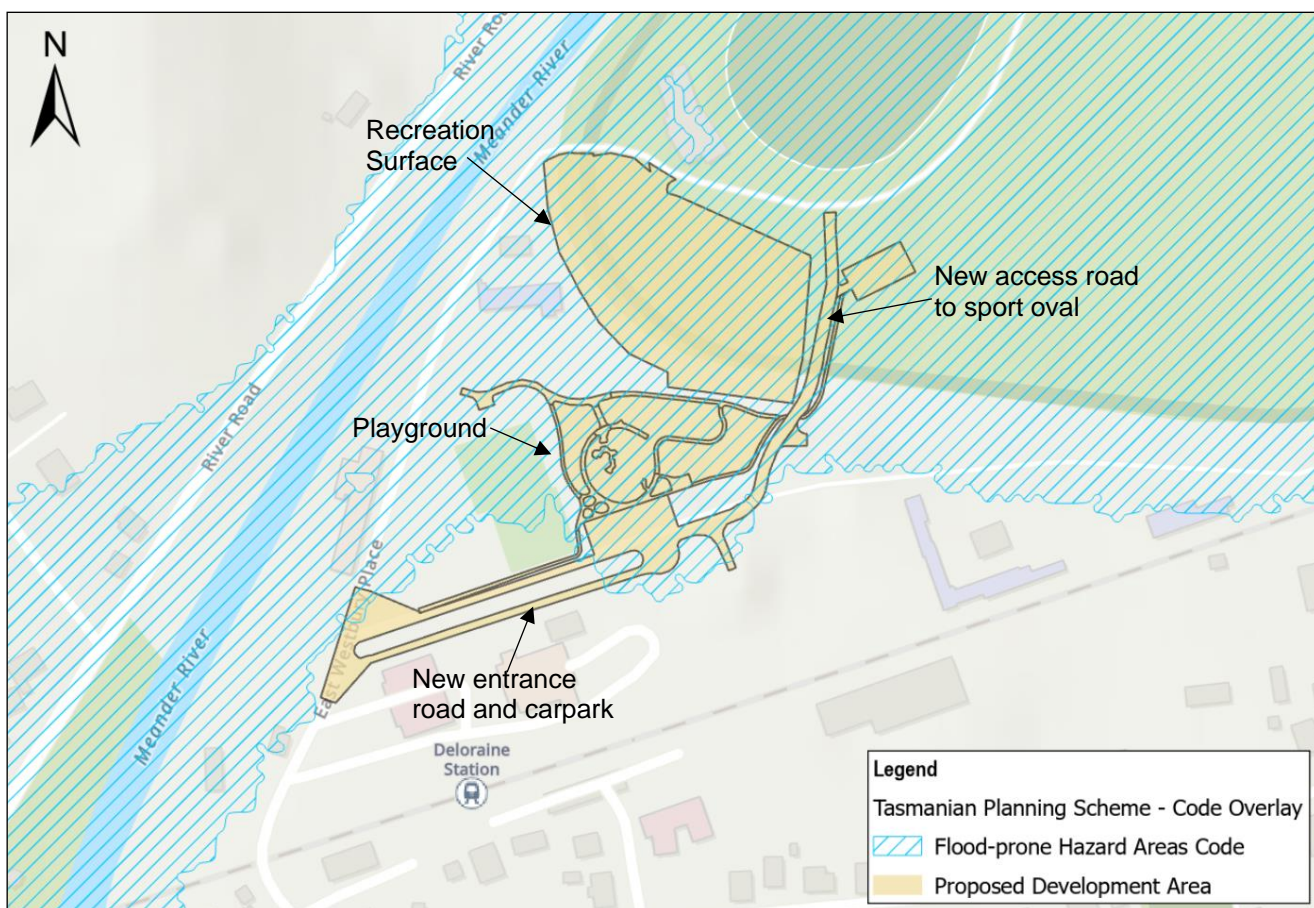 N
River Road
Meander River
Recreation
Surface
New access road
to sport oval
River Road
Playground
East Westbury Place
Meander River
New entrance
road and carpark
Deloraine
Station
Legend
Tasmanian Planning Scheme - Code Overlay
Flood-prone Hazard Areas Code
Proposed Development Area